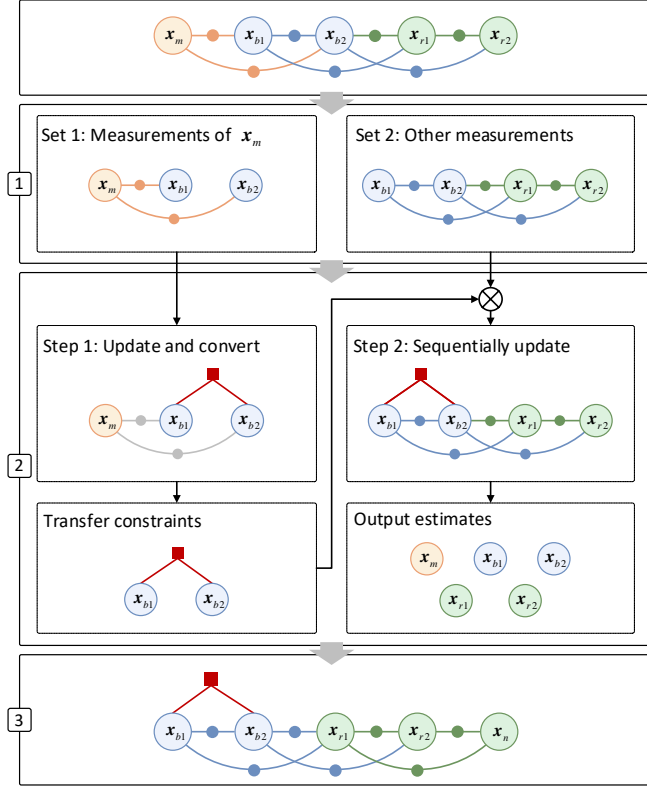 x_m x_b1 x_b2 x_r1 x_r2
1
Set 1: Measurements of x_m
x_m x_b1 x_b2
Set 2: Other measurements
x_b1 x_b2 x_r1 x_r2
2
Step 1: Update and convert
x_m x_b1 x_b2
Step 2: Sequentially update
x_b1 x_b2 x_r1 x_r2
Transfer constraints
x_b1 x_b2
Output estimates
x_m x_b1 x_b2
x_r1 x_r2
3
x_b1 x_b2 x_r1 x_r2 x_n